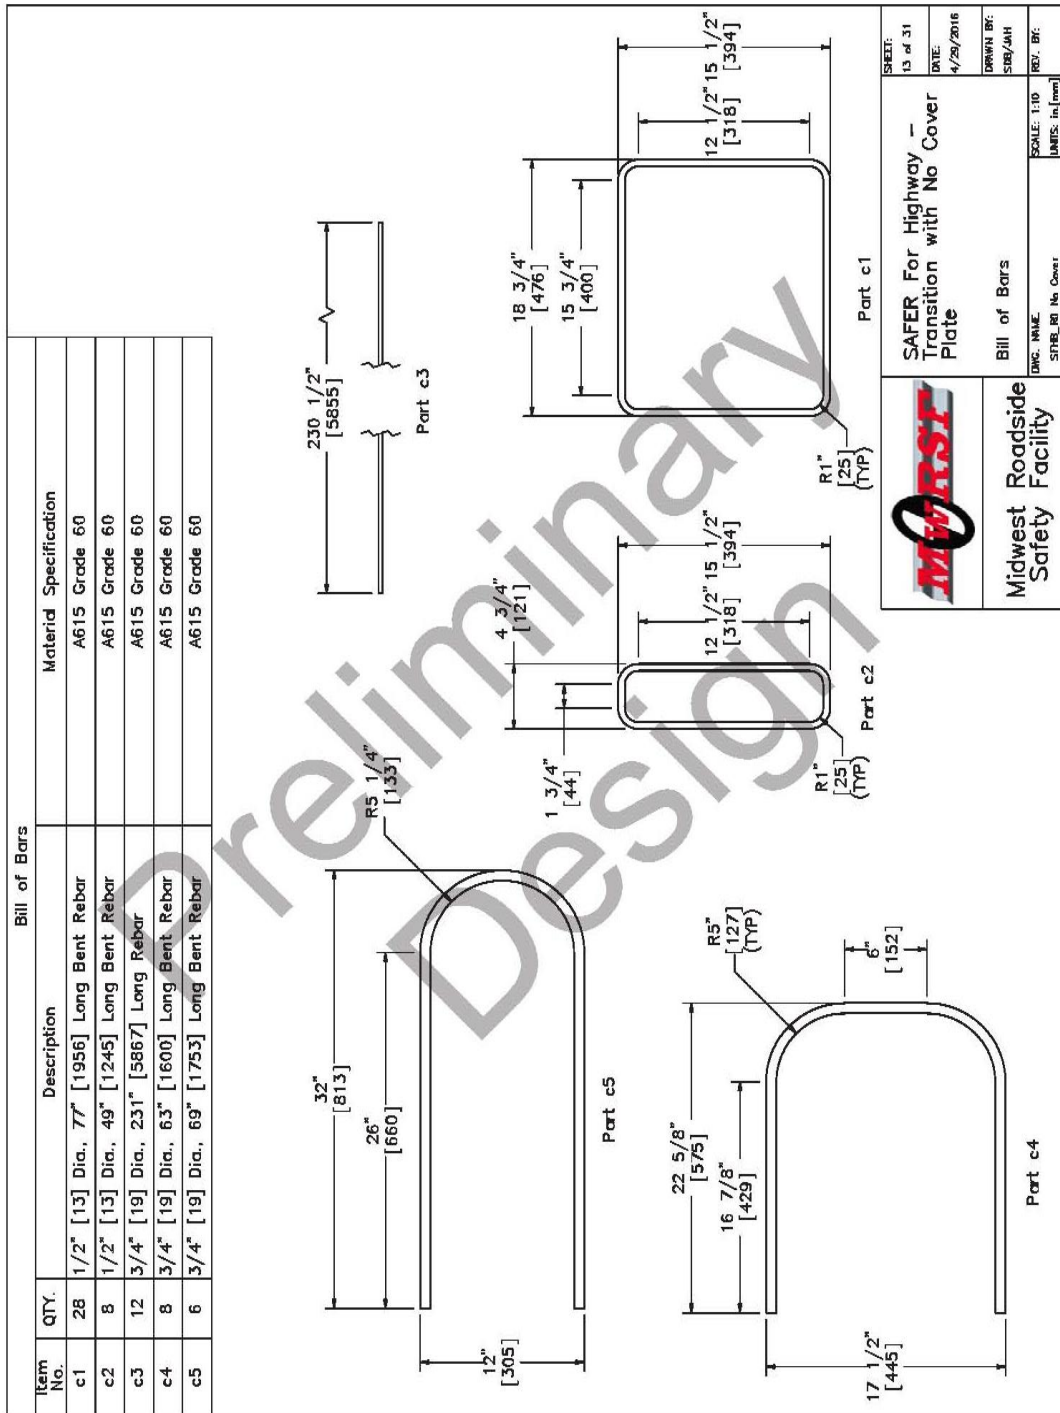 Bill of Bars
Item No. QTY. Description Material Specification
c1 28 1/2" [13] Dia., 77" [1956] Long Bent Rebar A615 Grade 60
c2 8 1/2" [13] Dia., 49" [1245] Long Bent Rebar A615 Grade 60
c3 12 3/4" [19] Dia., 231" [5867] Long Rebar A615 Grade 60
c4 8 3/4" [19] Dia., 63" [1600] Long Bent Rebar A615 Grade 60
c5 6 3/4" [19] Dia., 69" [1753] Long Bent Rebar A615 Grade 60
32"
[813]
26"
[660]
12"
[305]
R5 1/4"
[133]
Part c5
230 1/2"
[5855]
Part c3
22 5/8"
[575]
16 7/8"
[429]
17 1/2"
[445]
R5"
[127]
(TYP)
6"
[152]
Part c4
4 3/4"
[121]
1 3/4"
[44]
12 1/2"
[318]
15 1/2"
[394]
R1"
[25]
(TYP)
Part c2
18 3/4"
[476]
15 3/4"
[400]
12 1/2"
[318]
15 1/2"
[394]
R1"
[25]
(TYP)
Part c1
Preliminary
Design
MwRSF
Midwest Roadside
Safety Facility
SAFER For Highway –
Transition with No Cover
Plate
Bill of Bars
SHEET:
13 of 31
DATE:
4/29/2016
DRAWN BY:
SDB/JAH
DWG. NAME.
SFHB_RD No Cover
SCALE: 1:10
UNITS: in.[mm]
REV. BY: